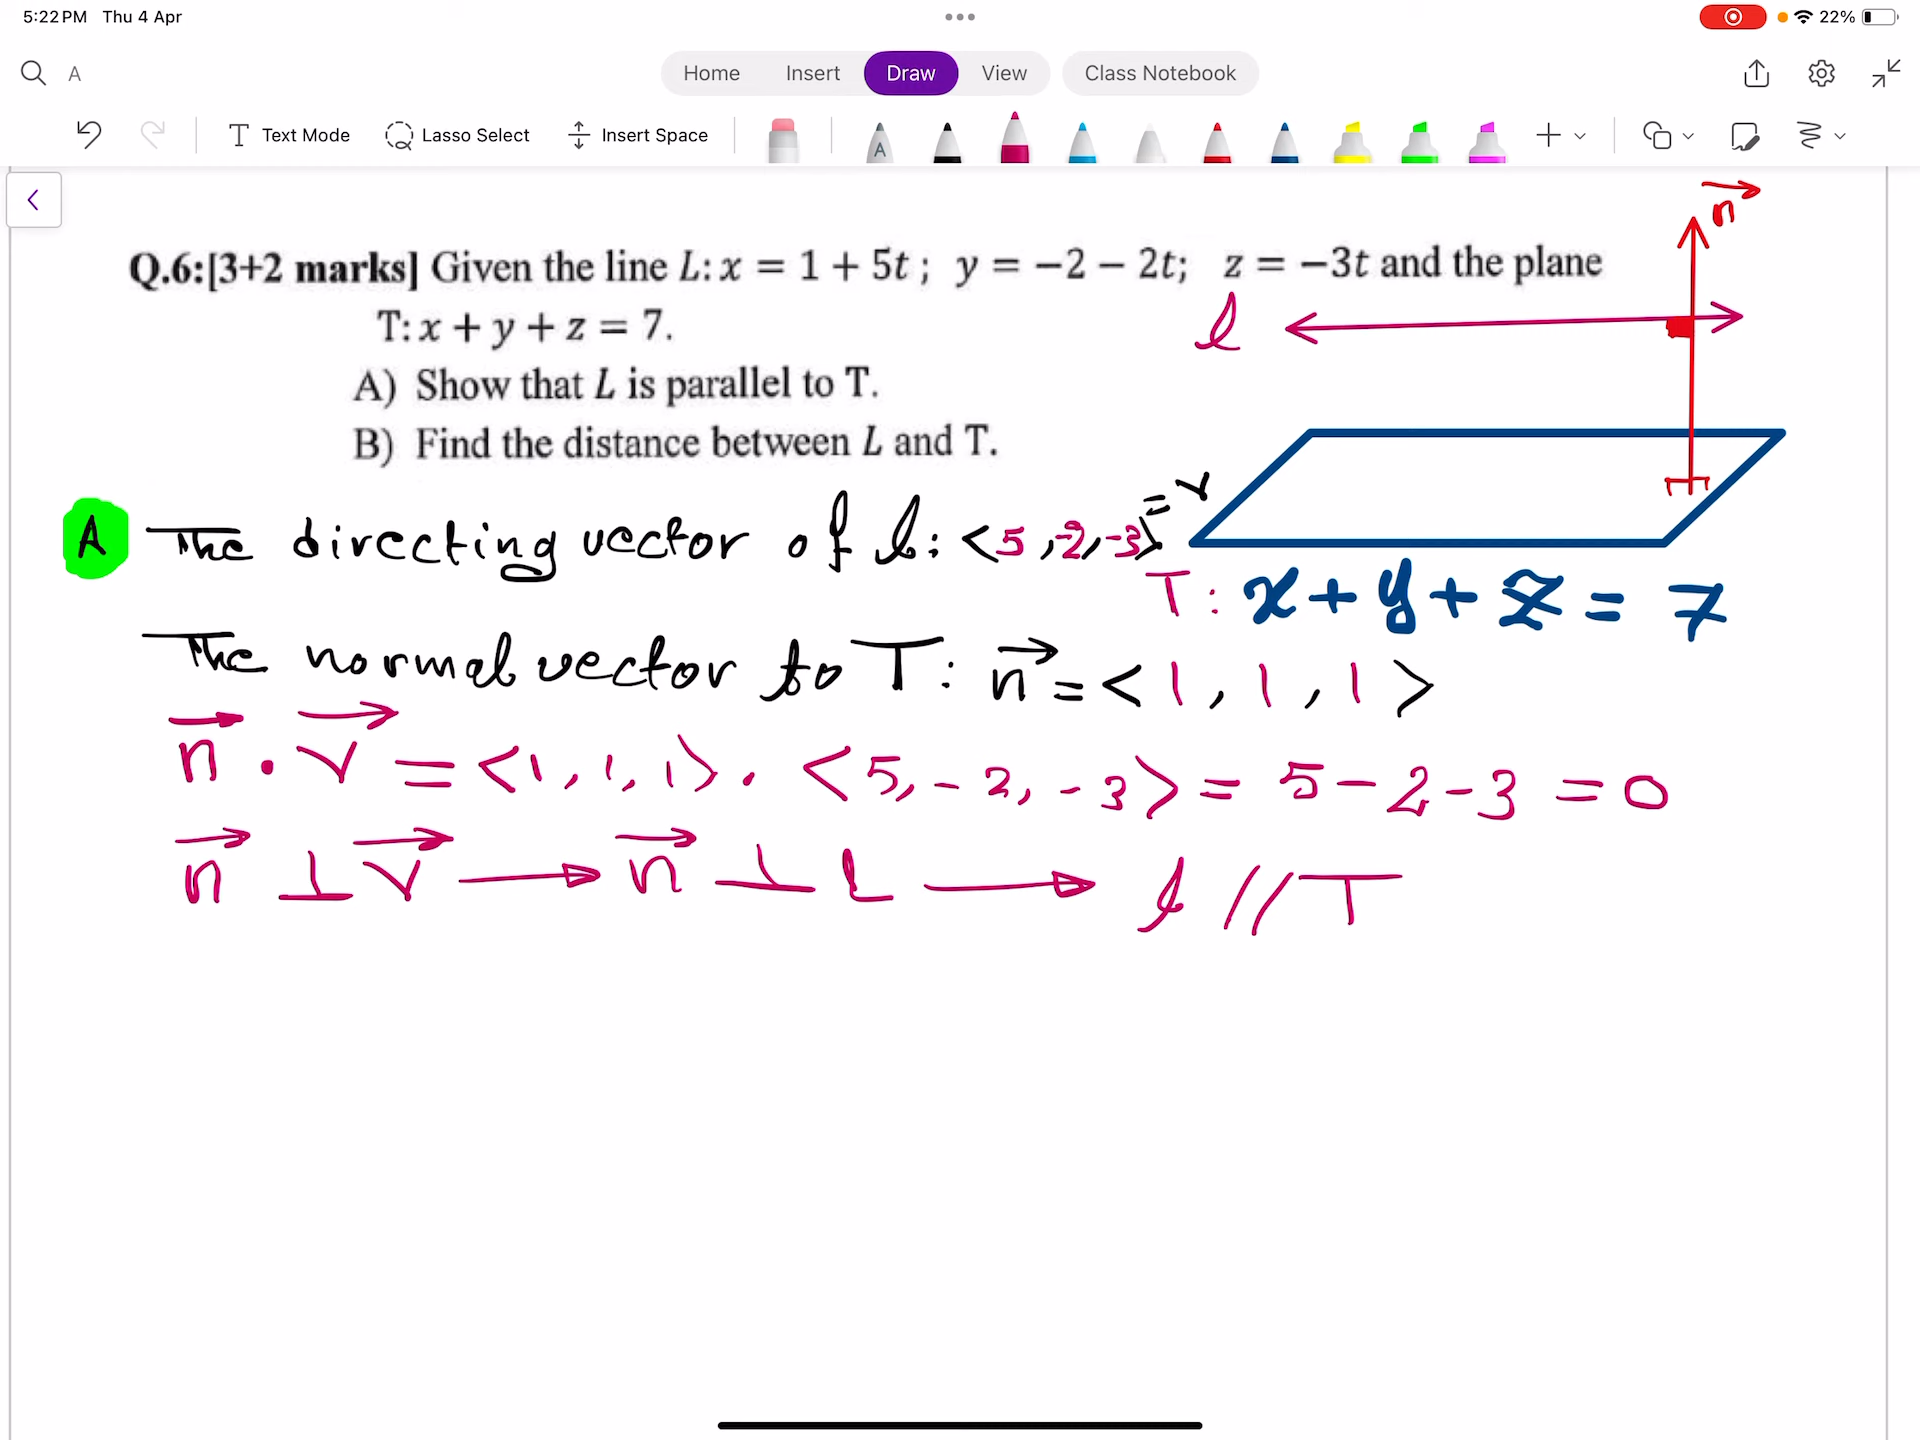 5:22 PM Thu 4 Apr
22%
A
Home Insert Draw View Class Notebook
Text Mode Lasso Select Insert Space
A
n
Q.6:[3+2 marks] Given the line L: x = 1 + 5t ; y = −2 − 2t; z = −3t and the plane
T: x + y + z = 7.
l
A) Show that L is parallel to T.
B) Find the distance between L and T.
A The directing vector of l: <5,-2,-3> = v
T: x + y + z = 7
The normal vector to T: n⃗ = <1, 1, 1>
n⃗ . v⃗ = <1, 1, 1> . <5, -2, -3> = 5 - 2 - 3 = 0
n⃗ ⊥ v⃗ → n⃗ ⊥ L → l // T